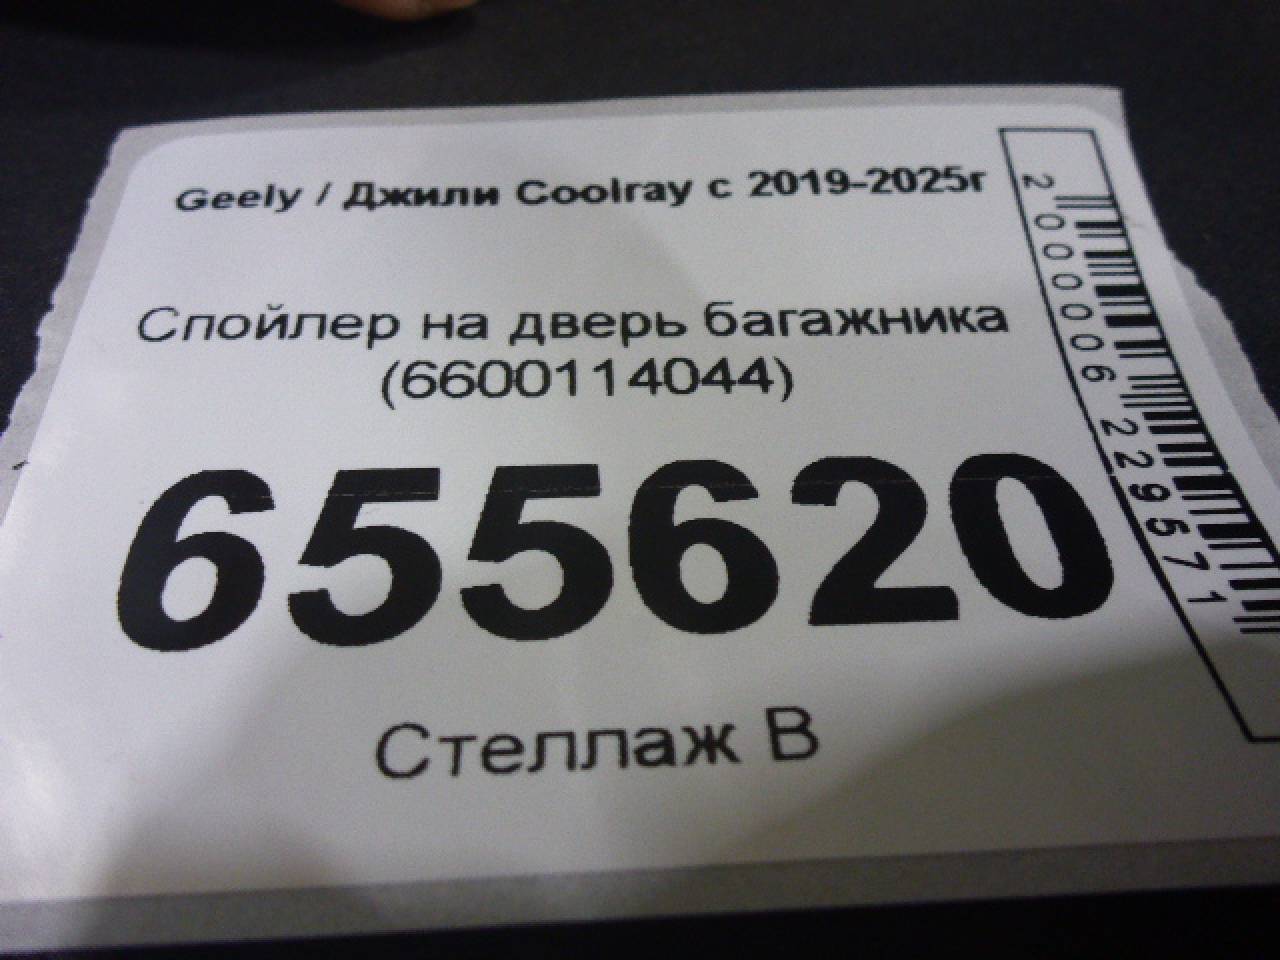 Geely / Джили Coolray с 2019-2025г
Спойлер на дверь багажника
(6600114044)
655620
Стеллаж В
2000006229571